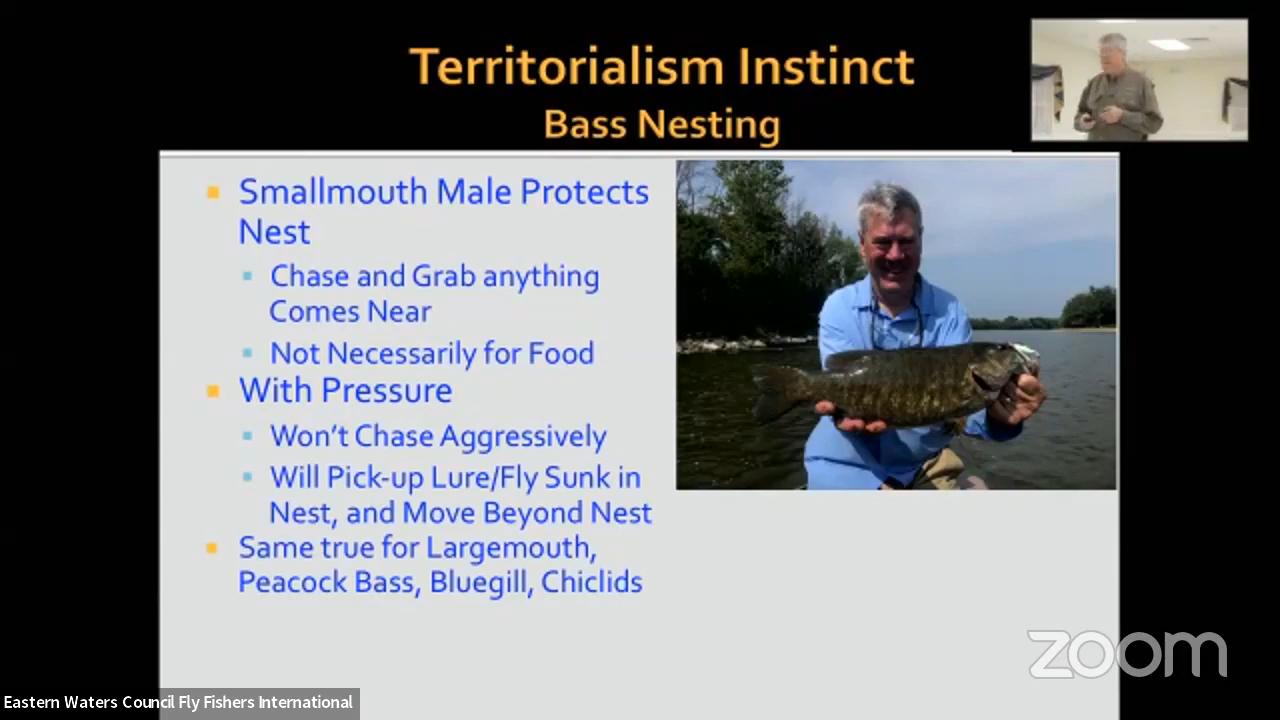 Territorialism Instinct
Bass Nesting
Smallmouth Male Protects
Nest
Chase and Grab anything
Comes Near
Not Necessarily for Food
With Pressure
Won't Chase Aggressively
Will Pick-up Lure/Fly Sunk in
Nest, and Move Beyond Nest
Same true for Largemouth,
Peacock Bass, Bluegill, Chiclids
zoom
Eastern Waters Council Fly Fishers International